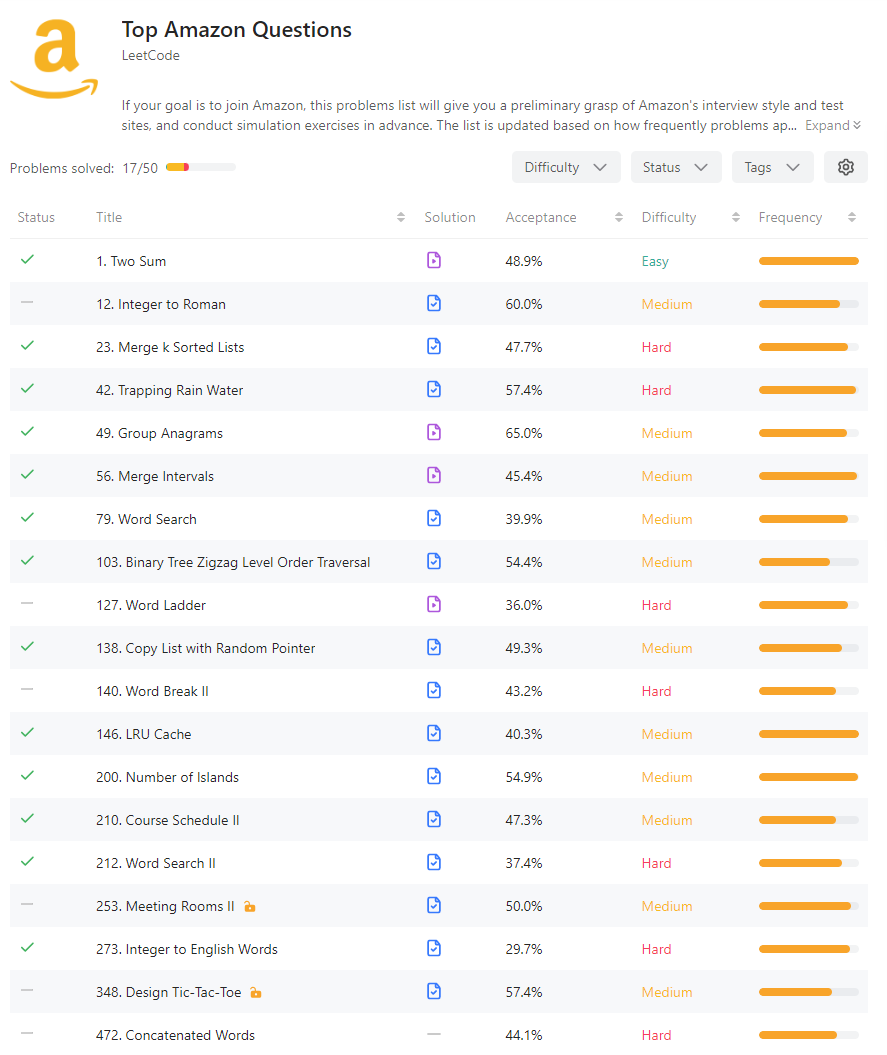 Top Amazon Questions
LeetCode
If your goal is to join Amazon, this problems list will give you a preliminary grasp of Amazon's interview style and test
sites, and conduct simulation exercises in advance. The list is updated based on how frequently problems ap... Expand
Problems solved: 17/50 Difficulty Status Tags
Status Title Solution Acceptance Difficulty Frequency
1. Two Sum 48.9% Easy
12. Integer to Roman 60.0% Medium
23. Merge k Sorted Lists 47.7% Hard
42. Trapping Rain Water 57.4% Hard
49. Group Anagrams 65.0% Medium
56. Merge Intervals 45.4% Medium
79. Word Search 39.9% Medium
103. Binary Tree Zigzag Level Order Traversal 54.4% Medium
127. Word Ladder 36.0% Hard
138. Copy List with Random Pointer 49.3% Medium
140. Word Break II 43.2% Hard
146. LRU Cache 40.3% Medium
200. Number of Islands 54.9% Medium
210. Course Schedule II 47.3% Medium
212. Word Search II 37.4% Hard
253. Meeting Rooms II 50.0% Medium
273. Integer to English Words 29.7% Hard
348. Design Tic-Tac-Toe 57.4% Medium
472. Concatenated Words 44.1% Hard